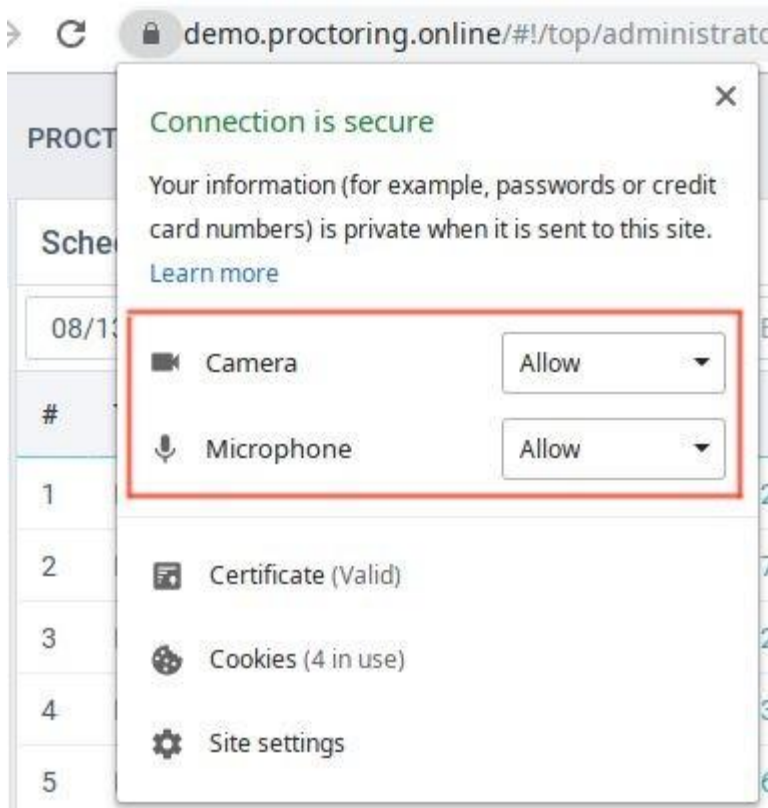 demo.proctoring.online/#!/top/administrato
PROCT
Connection is secure
Your information (for example, passwords or credit
card numbers) is private when it is sent to this site.
Learn more
Sche
08/13
Camera Allow
#
Microphone Allow
1
2 Certificate (Valid)
3 Cookies (4 in use)
4
Site settings
5